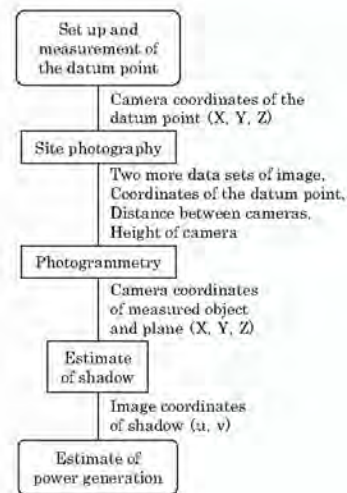 Set up and
measurement of
the datum point
Camera coordinates of the
datum point (X, Y, Z)
Site photography
Two more data sets of image,
Coordinates of the datum point,
Distance between cameras,
Height of camera
Photogrammetry
Camera coordinates
of measured object
and plane (X, Y, Z)
Estimate
of shadow
Image coordinates
of shadow (u, v)
Estimate of
power generation